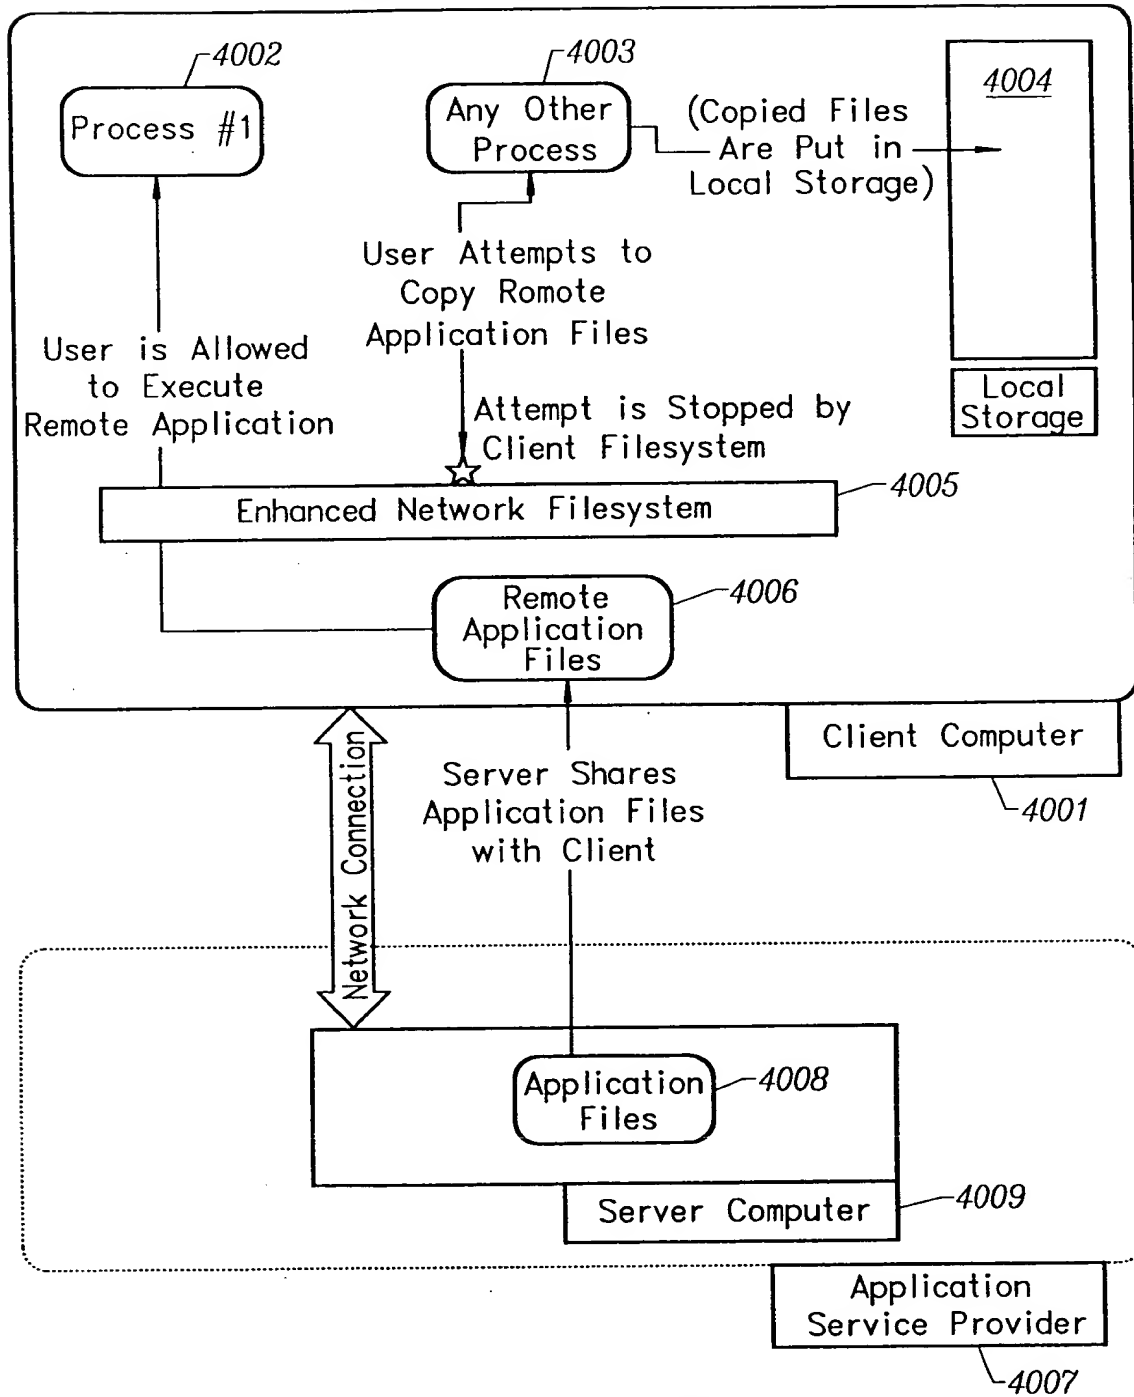 4002
Process #1
4003
Any Other
Process
(Copied Files
Are Put in
Local Storage)
4004
Local
Storage
User Attempts to
Copy Romote
Application Files
User is Allowed
to Execute
Remote Application
Attempt is Stopped by
Client Filesystem
4005
Enhanced Network Filesystem
4006
Remote
Application
Files
Client Computer
4001
Network Connection
Server Shares
Application Files
with Client
Application
Files
4008
Server Computer
4009
Application
Service Provider
4007